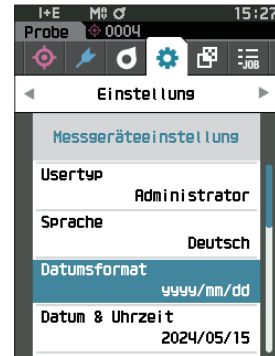 I+E M0 15:27
Probe 0004
-JOB
Einstellung
Messgeräteeinstellung
Usertyp
Administrator
Sprache
Deutsch
Datumsformat
yyyy/mm/dd
Datum & Uhrzeit
2024/05/15